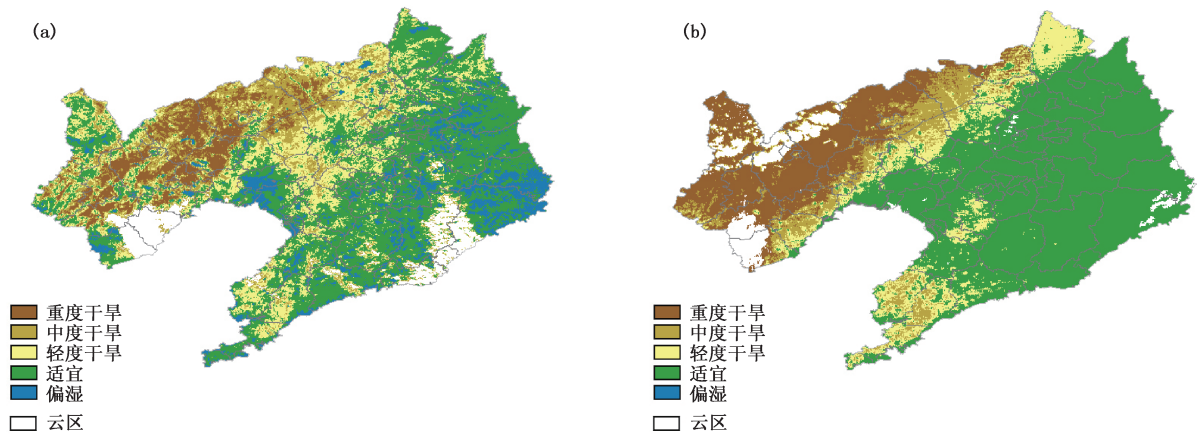 (a)
重度干旱
中度干旱
轻度干旱
适宜
偏湿
云区
(b)
重度干旱
中度干旱
轻度干旱
适宜
偏湿
云区